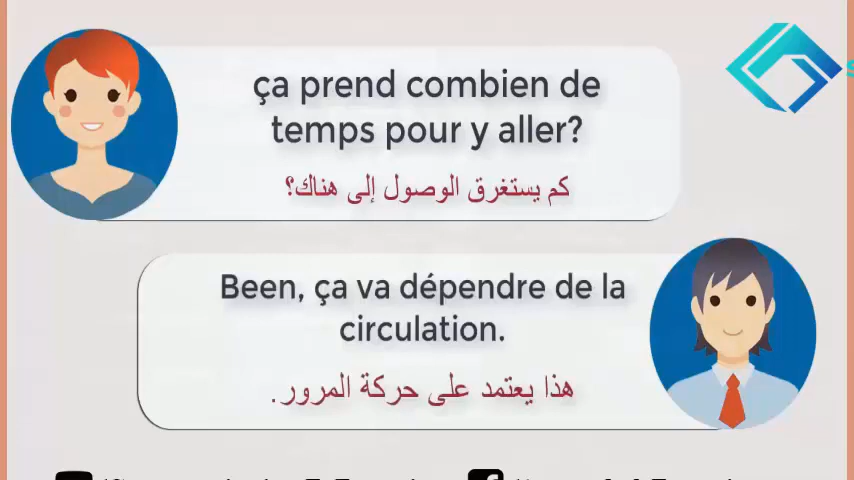 ça prend combien de
temps pour y aller?
كم يستغرق الوصول إلى هناك؟
Been, ça va dépendre de la
circulation.
هذا يعتمد على حركة المرور.